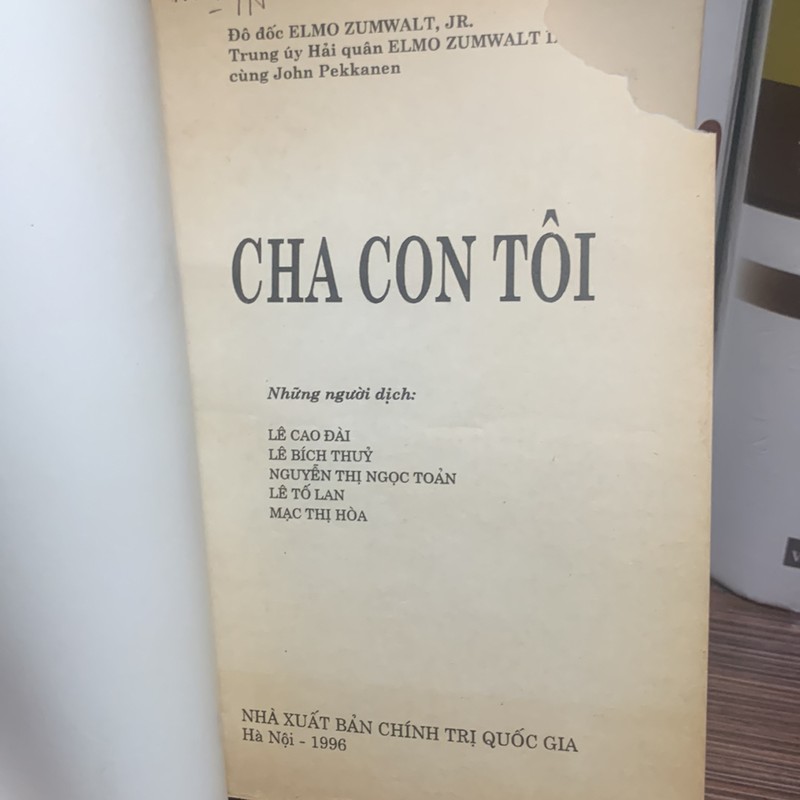 Đô đốc ELMO ZUMWALT, JR.
Trung úy Hải quân ELMO ZUMWALT
cùng John Pekkanen
CHA CON TÔI
Những người dịch:
LÊ CAO ĐÀI
LÊ BÍCH THUỶ
NGUYỄN THỊ NGỌC TOẢN
LÊ TỐ LAN
MẠC THỊ HÒA
NHÀ XUẤT BẢN CHÍNH TRỊ QUỐC GIA
Hà Nội - 1996